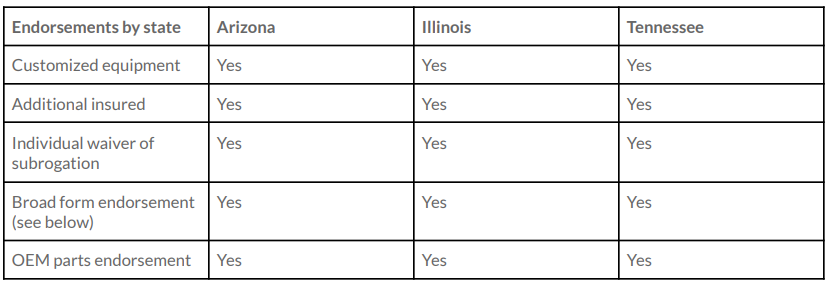 Endorsements by state Arizona Illinois Tennessee
Customized equipment Yes Yes Yes
Additional insured Yes Yes Yes
Individual waiver of Yes Yes Yes
subrogation
Broad form endorsement Yes Yes Yes
(see below)
OEM parts endorsement Yes Yes Yes